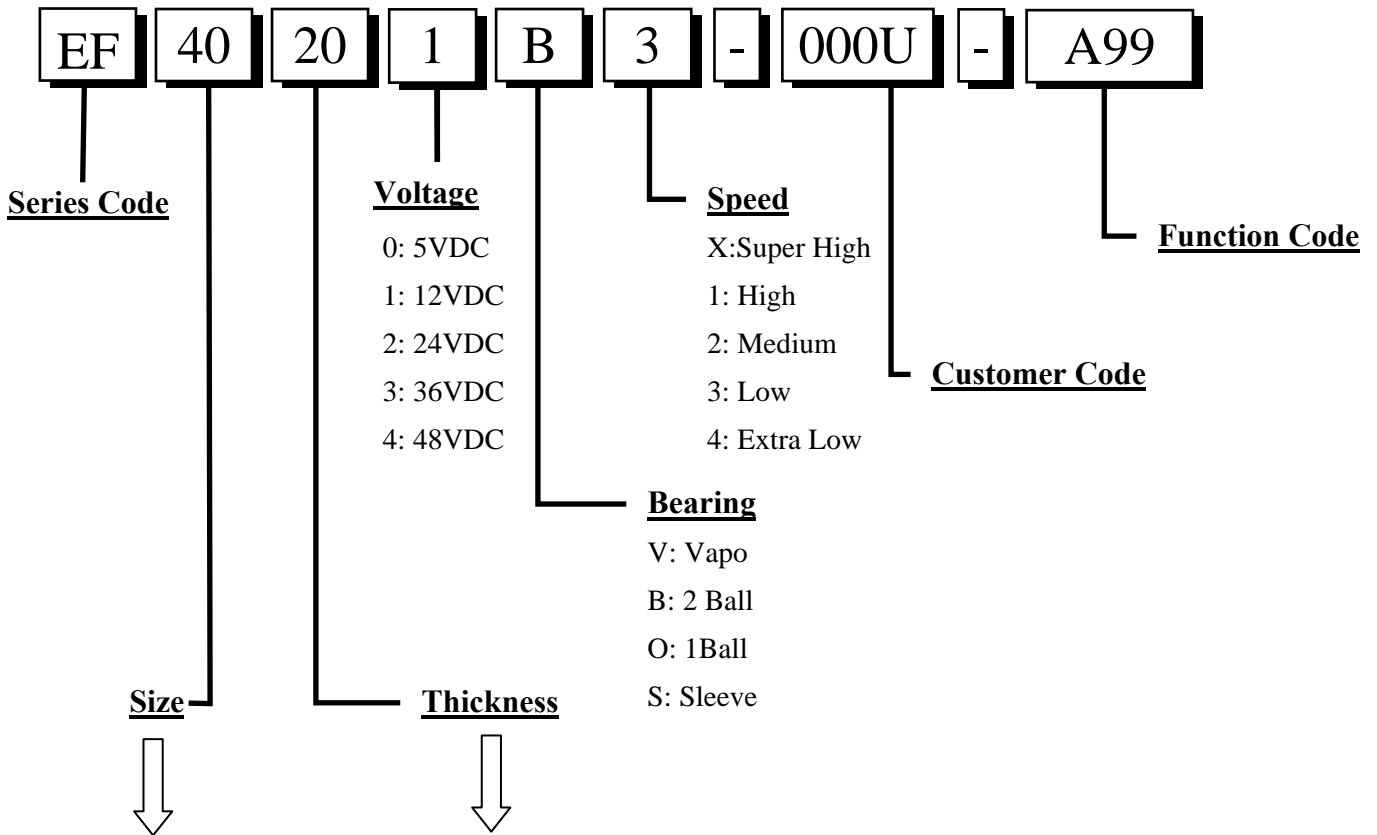 EF 40 20 1 B 3 - 000U - A99
Series Code
Voltage
0: 5VDC
1: 12VDC
2: 24VDC
3: 36VDC
4: 48VDC
Speed
X:Super High
1: High
2: Medium
3: Low
4: Extra Low
Function Code
Customer Code
Bearing
V: Vapo
B: 2 Ball
O: 1Ball
S: Sleeve
Size
Thickness